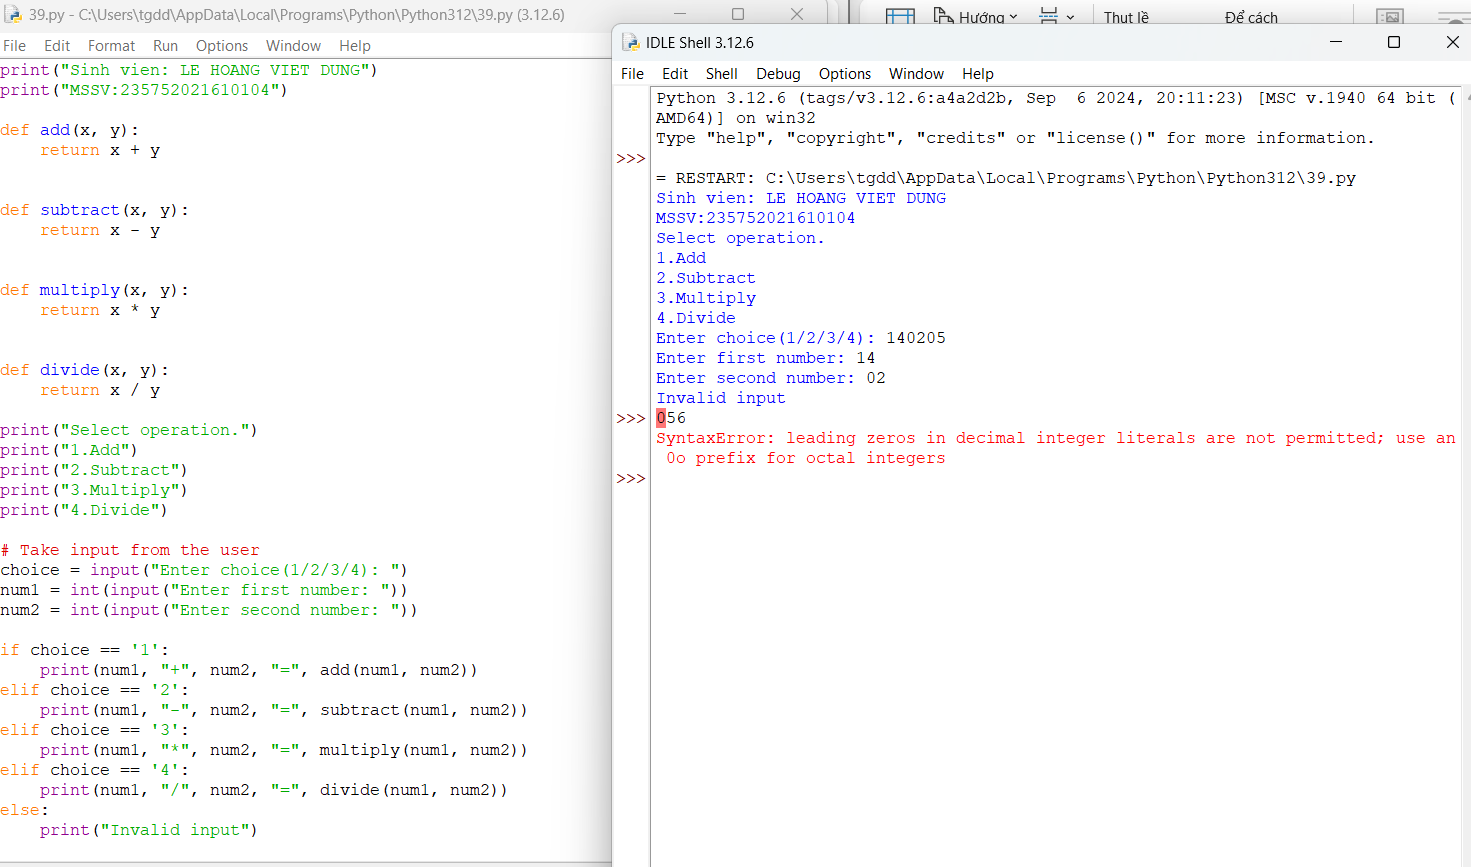 39.py - C:\Users\tgdd\AppData\Local\Programs\Python\Python312\39.py (3.12.6)
File Edit Format Run Options Window Help
print("Sinh vien: LE HOANG VIET DUNG")
print("MSSV:235752021610104")
def add(x, y):
    return x + y
def subtract(x, y):
    return x - y
def multiply(x, y):
    return x * y
def divide(x, y):
    return x / y
print("Select operation.")
print("1.Add")
print("2.Subtract")
print("3.Multiply")
print("4.Divide")
# Take input from the user
choice = input("Enter choice(1/2/3/4): ")
num1 = int(input("Enter first number: "))
num2 = int(input("Enter second number: "))
if choice == '1':
    print(num1, "+", num2, "=", add(num1, num2))
elif choice == '2':
    print(num1, "-", num2, "=", subtract(num1, num2))
elif choice == '3':
    print(num1, "*", num2, "=", multiply(num1, num2))
elif choice == '4':
    print(num1, "/", num2, "=", divide(num1, num2))
else:
    print("Invalid input")
Hướng Thụt lề Để cách
IDLE Shell 3.12.6
File Edit Shell Debug Options Window Help
Python 3.12.6 (tags/v3.12.6:a4a2d2b, Sep  6 2024, 20:11:23) [MSC v.1940 64 bit (
AMD64)] on win32
Type "help", "copyright", "credits" or "license()" for more information.
>>>
= RESTART: C:\Users\tgdd\AppData\Local\Programs\Python\Python312\39.py
Sinh vien: LE HOANG VIET DUNG
MSSV:235752021610104
Select operation.
1.Add
2.Subtract
3.Multiply
4.Divide
Enter choice(1/2/3/4): 140205
Enter first number: 14
Enter second number: 02
Invalid input
>>> 056
SyntaxError: leading zeros in decimal integer literals are not permitted; use an
 0o prefix for octal integers
>>>